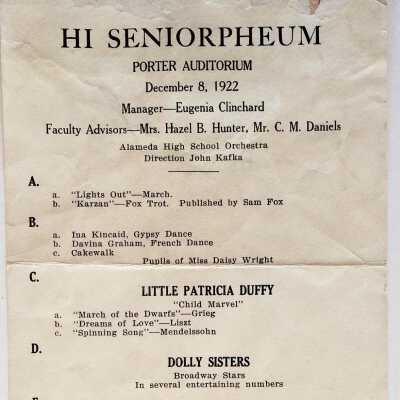 HI SENIORPHEUM
PORTER AUDITORIUM
December 8, 1922
Manager—Eugenia Clinchard
Faculty Advisors—Mrs. Hazel B. Hunter, Mr. C. M. Daniels
Alameda High School Orchestra
Direction John Kafka
A.
a. "Lights Out"—March.
b. "Karzan"—Fox Trot. Published by Sam Fox
B.
a. Ina Kincaid, Gypsy Dance
b. Davina Graham, French Dance
c. Cakewalk
Pupils of Miss Daisy Wright
C.
LITTLE PATRICIA DUFFY
"Child Marvel"
a. "March of the Dwarfs"—Grieg
b. "Dreams of Love"—Liszt
c. "Spinning Song"—Mendelssohn
D.
DOLLY SISTERS
Broadway Stars
In several entertaining numbers